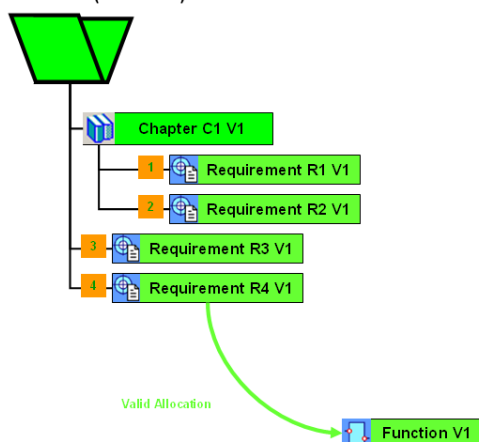 Chapter C1 V1
1 Requirement R1 V1
2 Requirement R2 V1
3 Requirement R3 V1
4 Requirement R4 V1
Valid Allocation
Function V1